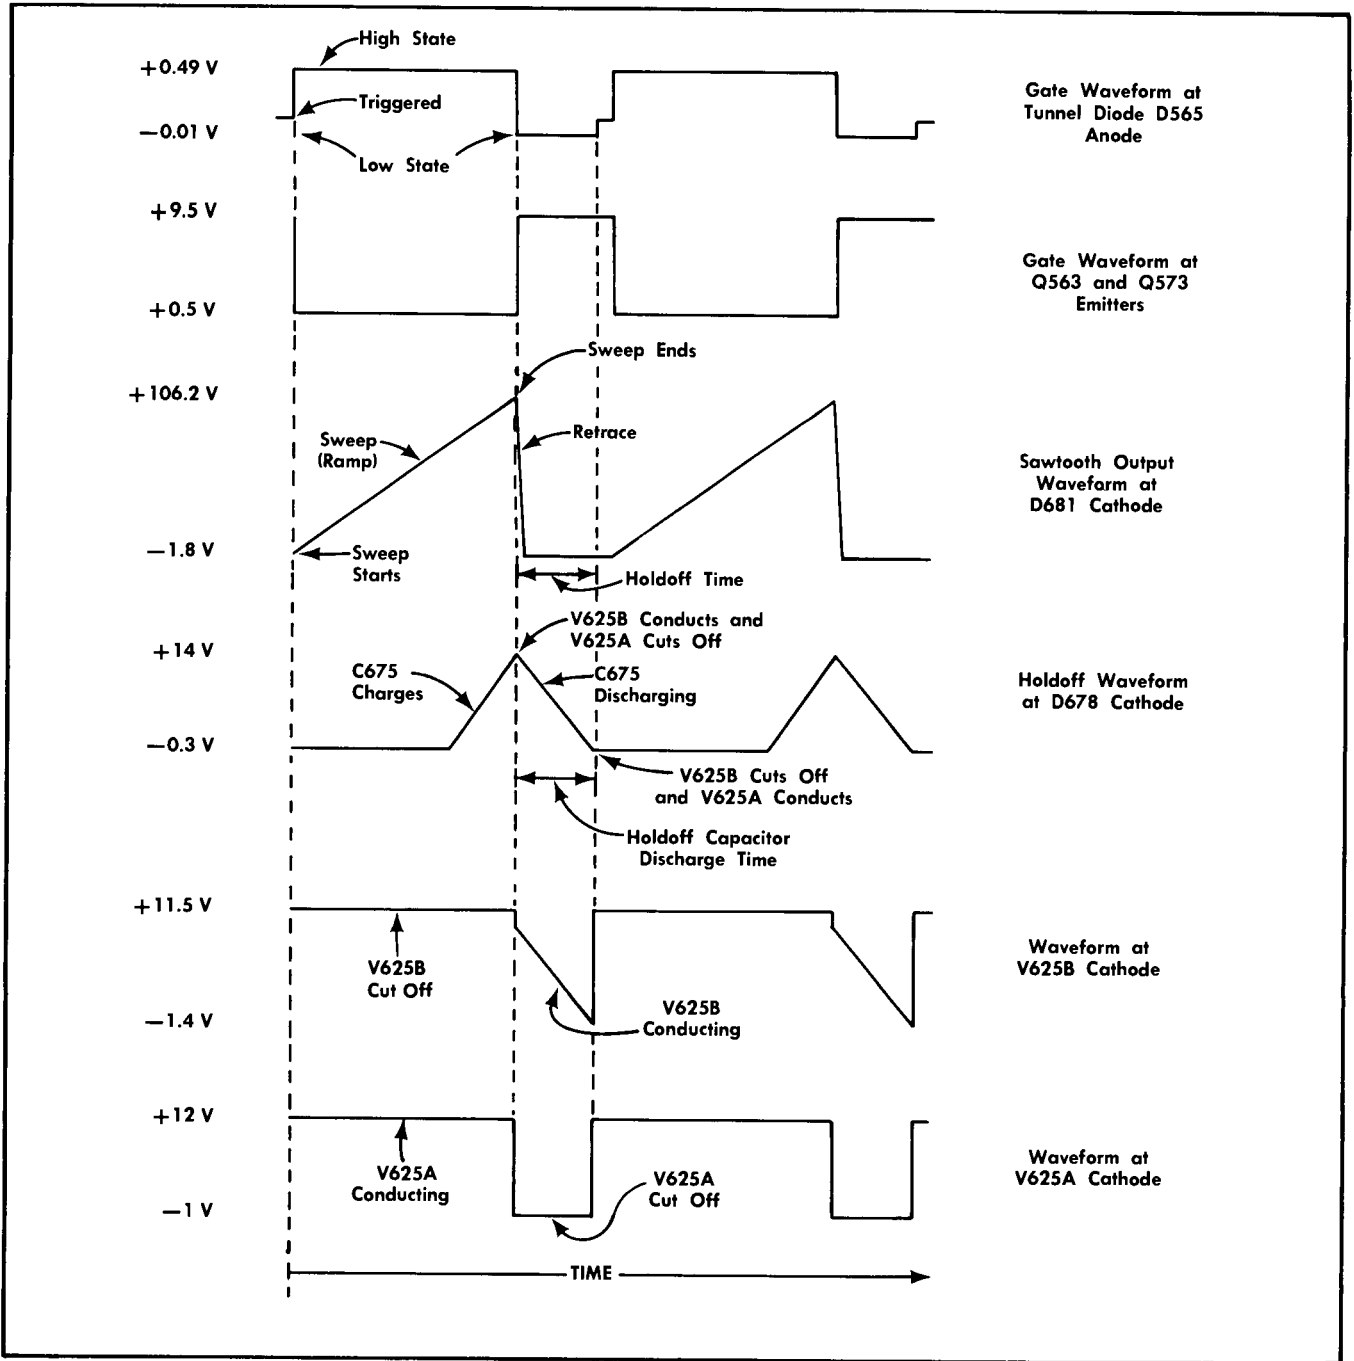 High State
+0.49 V
Triggered
−0.01 V
Low State
Gate Waveform at
Tunnel Diode D565
Anode
+9.5 V
+0.5 V
Gate Waveform at
Q563 and Q573
Emitters
Sweep Ends
+106.2 V
Retrace
Sweep
(Ramp)
−1.8 V
Sweep
Starts
Holdoff Time
Sawtooth Output
Waveform at
D681 Cathode
V625B Conducts and
V625A Cuts Off
+14 V
C675
Charges
C675
Discharging
−0.3 V
V625B Cuts Off
and V625A Conducts
Holdoff Capacitor
Discharge Time
Holdoff Waveform
at D678 Cathode
+11.5 V
V625B
Cut Off
−1.4 V
V625B
Conducting
Waveform at
V625B Cathode
+12 V
V625A
Conducting
V625A
Cut Off
−1 V
Waveform at
V625A Cathode
TIME